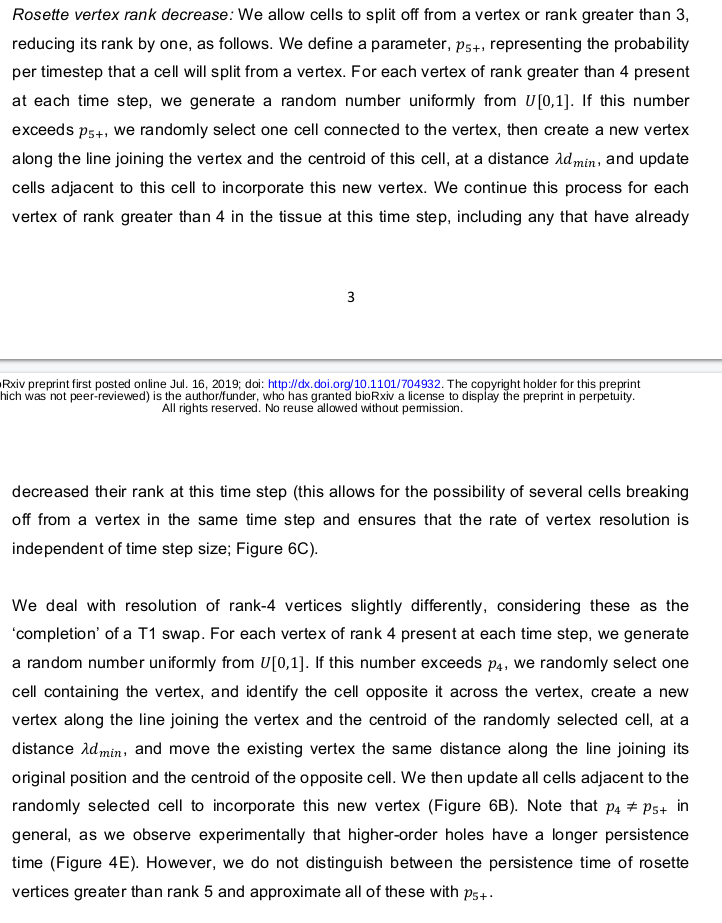 Rosette vertex rank decrease: We allow cells to split off from a vertex or rank greater than 3,
reducing its rank by one, as follows. We define a parameter, p5+, representing the probability
per timestep that a cell will split from a vertex. For each vertex of rank greater than 4 present
at each time step, we generate a random number uniformly from U[0,1]. If this number
exceeds p5+, we randomly select one cell connected to the vertex, then create a new vertex
along the line joining the vertex and the centroid of this cell, at a distance λdmin, and update
cells adjacent to this cell to incorporate this new vertex. We continue this process for each
vertex of rank greater than 4 in the tissue at this time step, including any that have already
3
oRxiv preprint first posted online Jul. 16, 2019; doi: http://dx.doi.org/10.1101/704932. The copyright holder for this preprint
hich was not peer-reviewed) is the author/funder, who has granted bioRxiv a license to display the preprint in perpetuity.
All rights reserved. No reuse allowed without permission.
decreased their rank at this time step (this allows for the possibility of several cells breaking
off from a vertex in the same time step and ensures that the rate of vertex resolution is
independent of time step size; Figure 6C).
We deal with resolution of rank-4 vertices slightly differently, considering these as the
‘completion’ of a T1 swap. For each vertex of rank 4 present at each time step, we generate
a random number uniformly from U[0,1]. If this number exceeds p4, we randomly select one
cell containing the vertex, and identify the cell opposite it across the vertex, create a new
vertex along the line joining the vertex and the centroid of the randomly selected cell, at a
distance λdmin, and move the existing vertex the same distance along the line joining its
original position and the centroid of the opposite cell. We then update all cells adjacent to the
randomly selected cell to incorporate this new vertex (Figure 6B). Note that p4 ≠ p5+ in
general, as we observe experimentally that higher-order holes have a longer persistence
time (Figure 4E). However, we do not distinguish between the persistence time of rosette
vertices greater than rank 5 and approximate all of these with p5+.